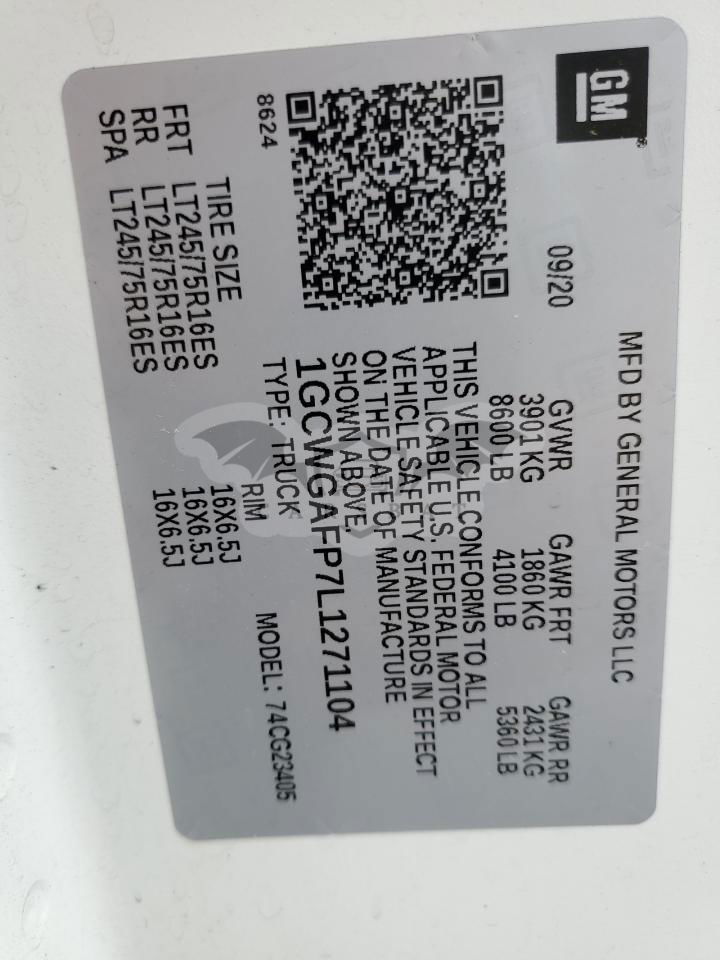 GM
MFD BY GENERAL MOTORS LLC
09/20
GVWR GAWR FRT GAWR RR
3901 KG 1860 KG 2431 KG
8600 LB 4100 LB 5360 LB
THIS VEHICLE CONFORMS TO ALL
APPLICABLE U.S. FEDERAL MOTOR
VEHICLE SAFETY STANDARDS IN EFFECT
ON THE DATE OF MANUFACTURE
SHOWN ABOVE.
1GCWGAFP7L1271104
8624
TYPE: TRUCK MODEL: 74CG23405
TIRE SIZE RIM
FRT LT245/75R16ES 16X6.5J
RR LT245/75R16ES 16X6.5J
SPA LT245/75R16ES 16X6.5J